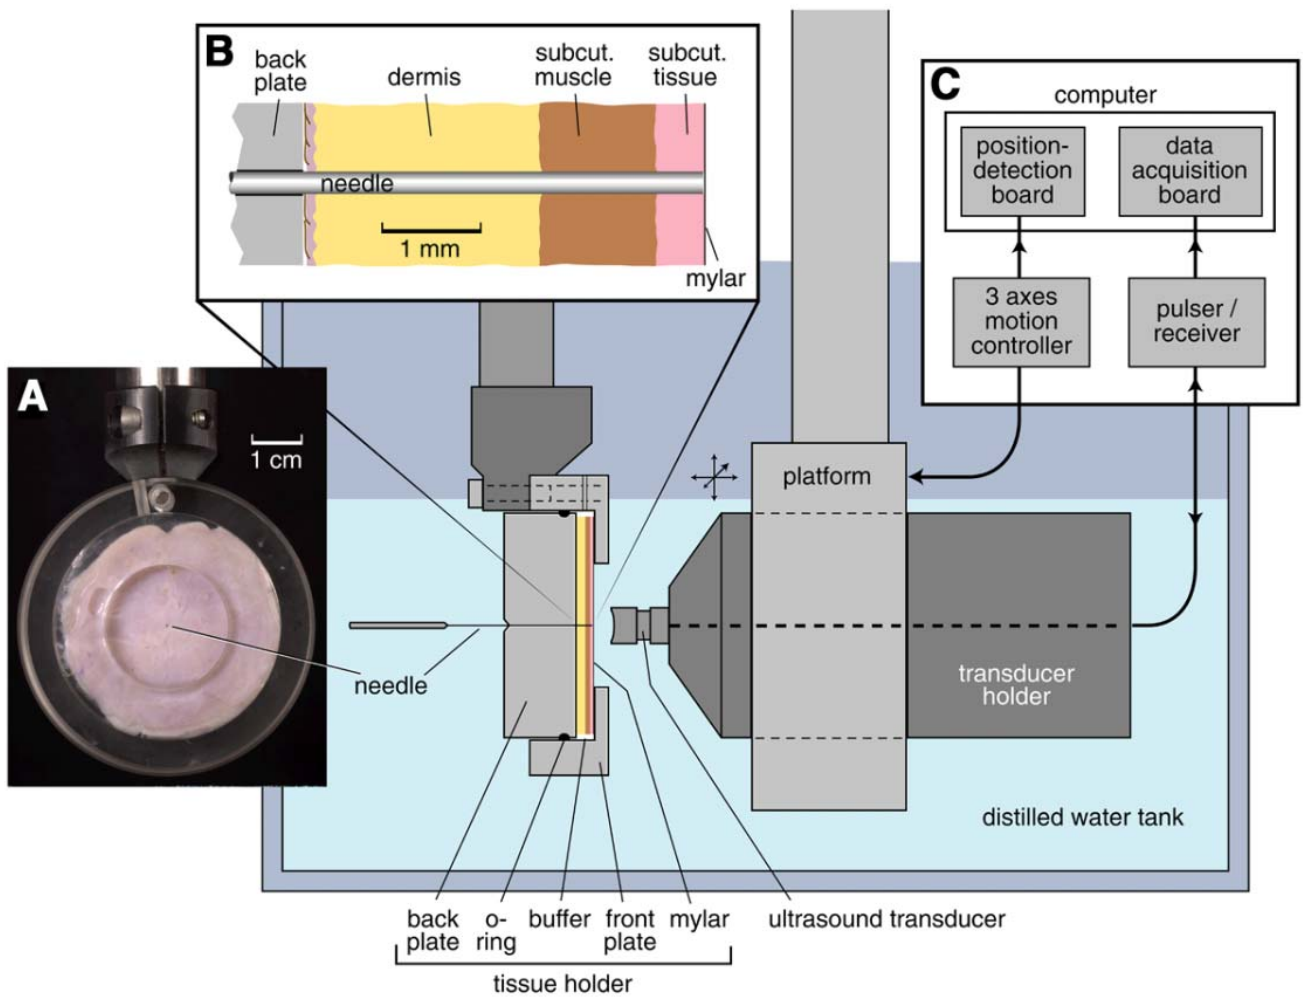 B
back
plate
dermis
subcut.
muscle
subcut.
tissue
needle
1 mm
mylar
C
computer
position-
detection
board
data
acquisition
board
3 axes
motion
controller
pulser /
receiver
A
1 cm
needle
platform
transducer
holder
distilled water tank
back
plate
o-
ring
buffer
front
plate
mylar
ultrasound transducer
tissue holder